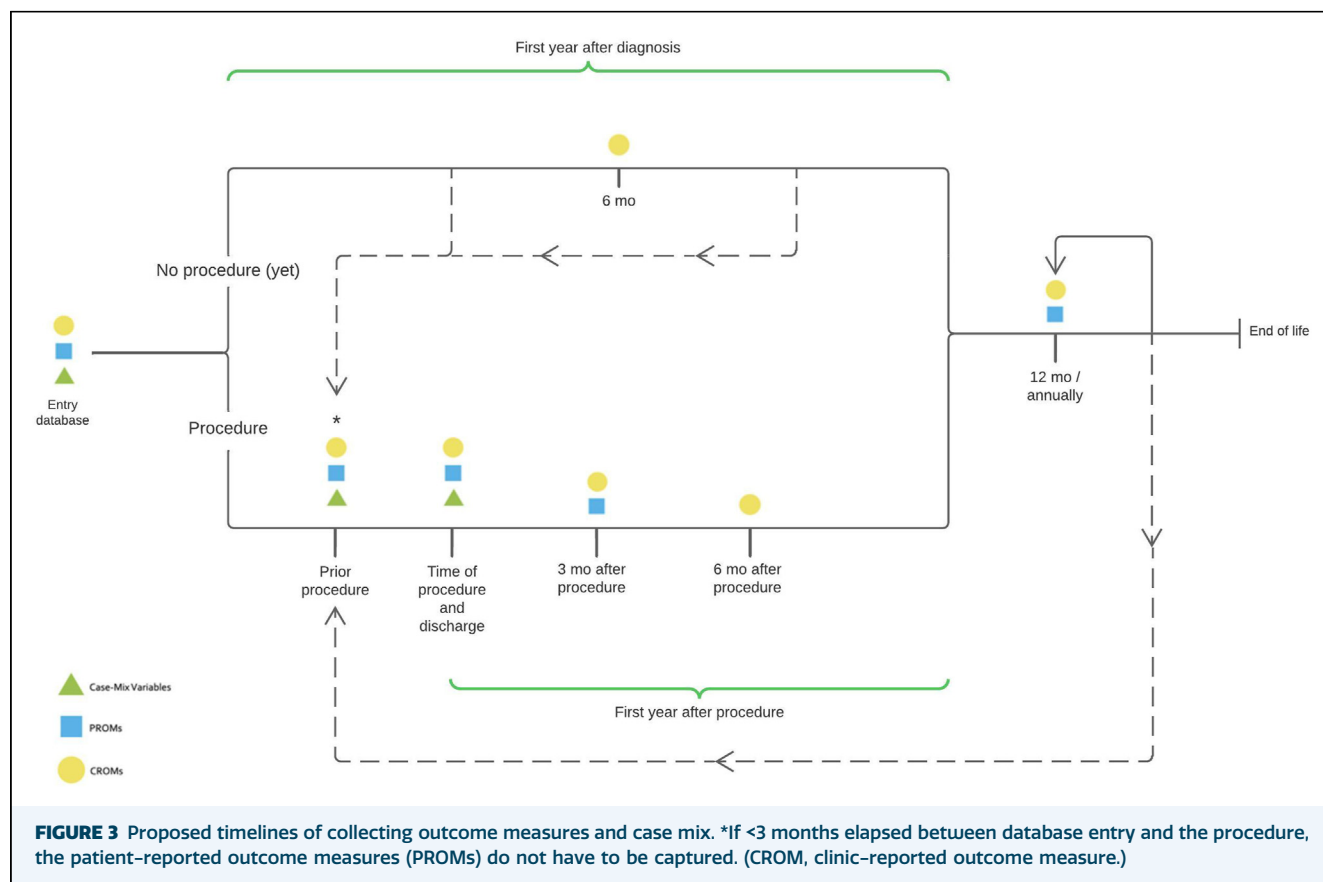 First year after diagnosis
6 mo
No procedure (yet)
Entry
database
Procedure
*
12 mo /
annually
End of life
Prior
procedure
Time of
procedure
and
discharge
3 mo after
procedure
6 mo after
procedure
First year after procedure
Case-Mix Variables
PROMs
CROMs
FIGURE 3 Proposed timelines of collecting outcome measures and case mix. *If <3 months elapsed between database entry and the procedure,
the patient-reported outcome measures (PROMs) do not have to be captured. (CROM, clinic-reported outcome measure.)